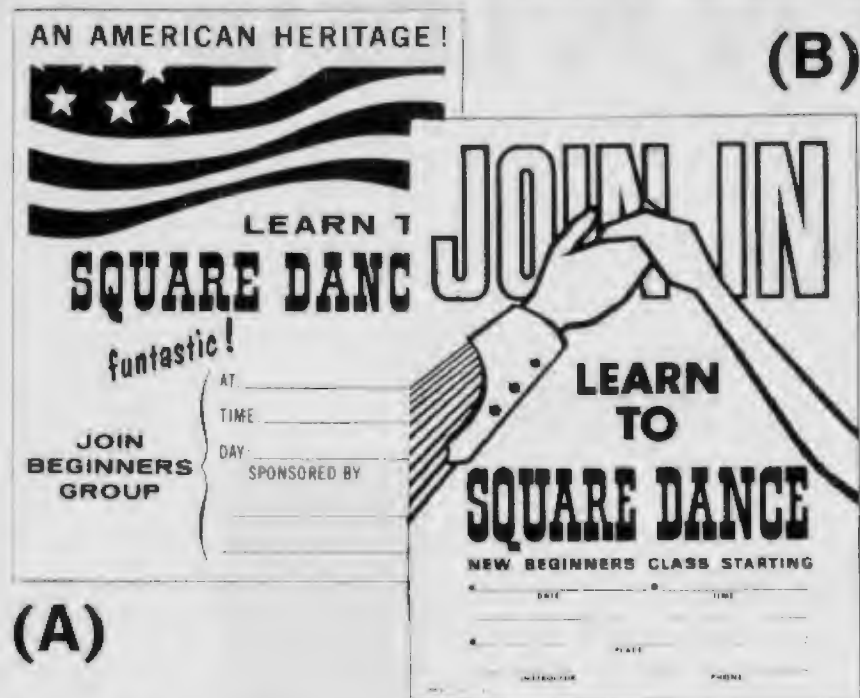 AN AMERICAN HERITAGE!
LEARN T
SQUARE DANC
funtastic!
JOIN
BEGINNERS
GROUP
AT
TIME
DAY
SPONSORED BY
(A)
(B)
JOIN IN
LEARN
TO
SQUARE DANCE
NEW BEGINNERS CLASS STARTING
DATE TIME
PLACE
INSTRUCTOR PHONE